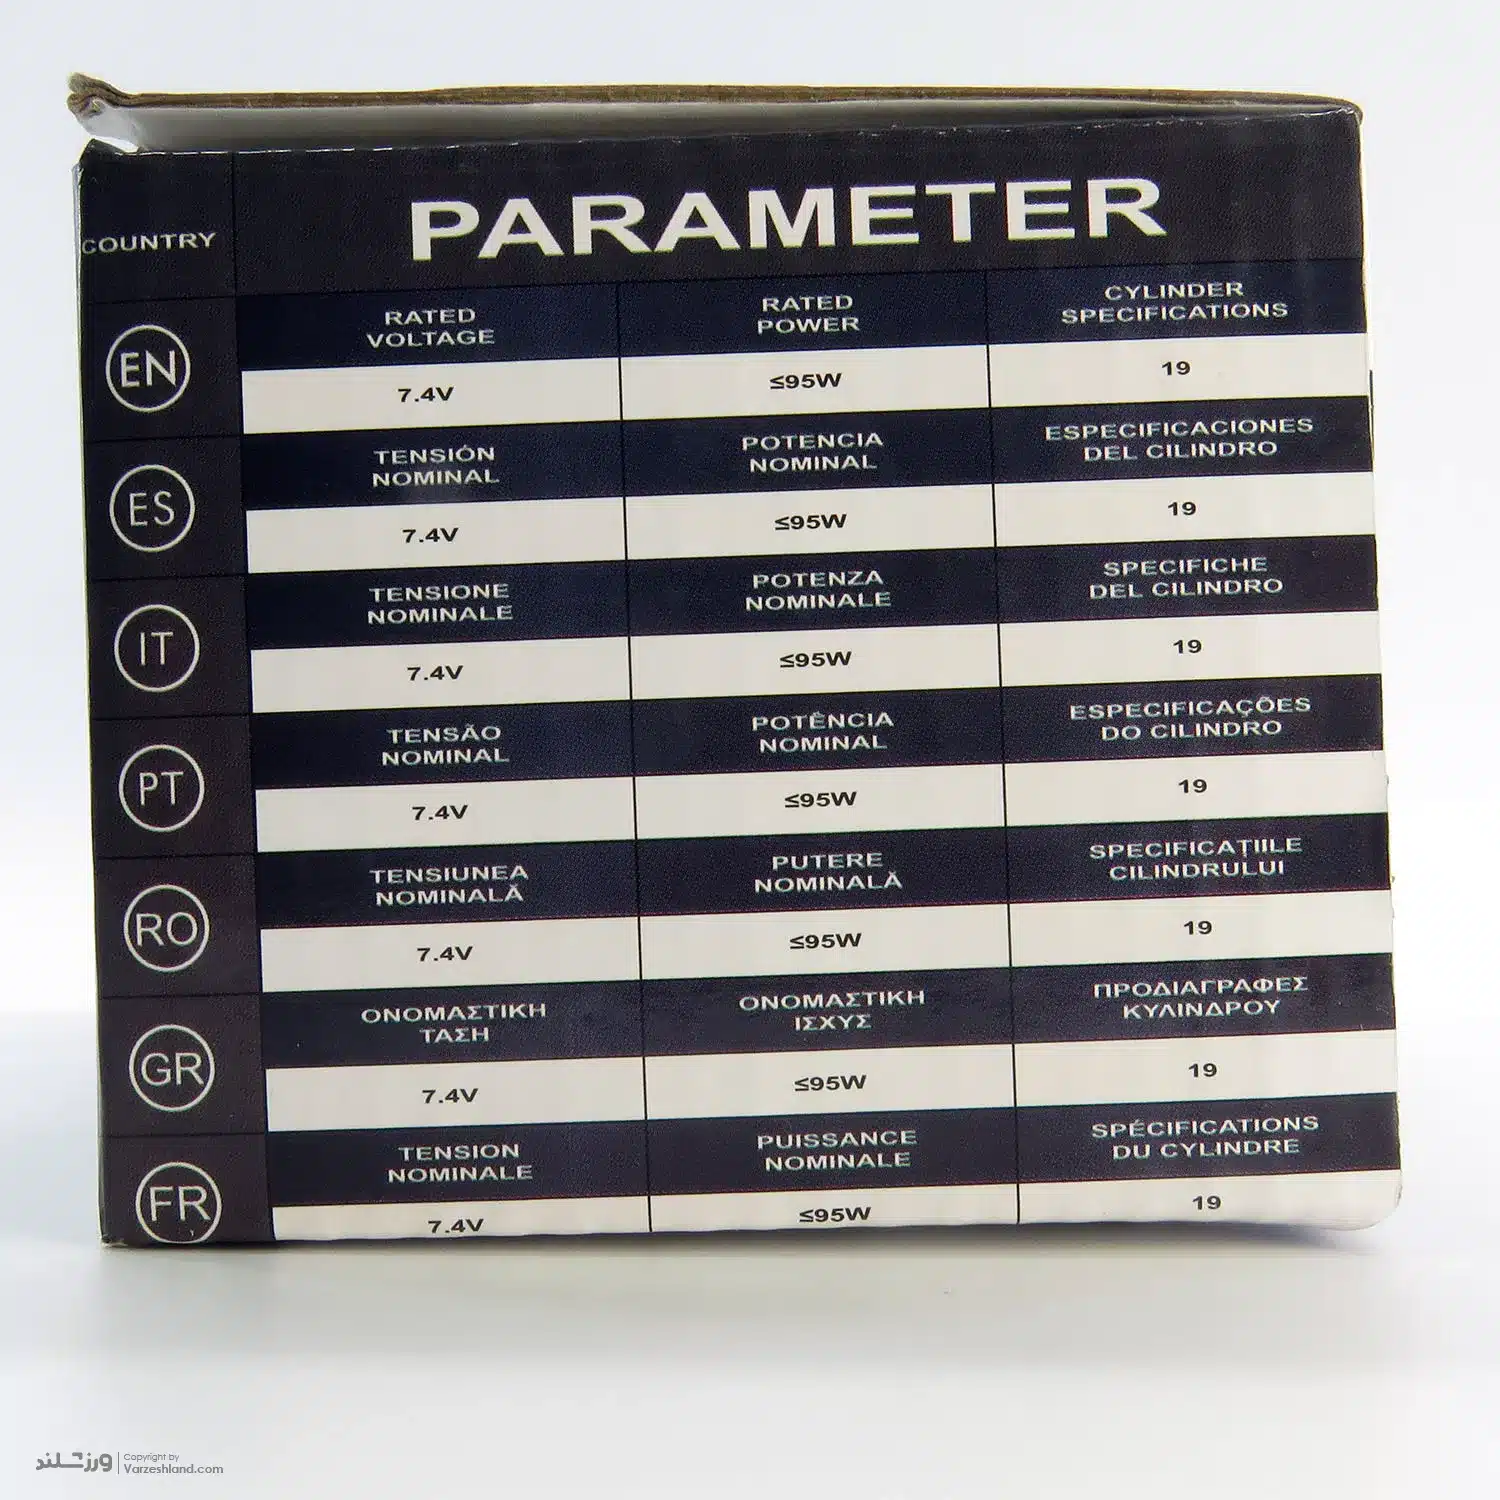 PARAMETER
COUNTRY
EN
RATED
VOLTAGE
RATED
POWER
CYLINDER
SPECIFICATIONS
7.4V
≤95W
19
ES
TENSIÓN
NOMINAL
POTENCIA
NOMINAL
ESPECIFICACIONES
DEL CILINDRO
7.4V
≤95W
19
IT
TENSIONE
NOMINALE
POTENZA
NOMINALE
SPECIFICHE
DEL CILINDRO
7.4V
≤95W
19
PT
TENSÃO
NOMINAL
POTÊNCIA
NOMINAL
ESPECIFICAÇÕES
DO CILINDRO
7.4V
≤95W
19
RO
TENSIUNEA
NOMINALĂ
PUTERE
NOMINALĂ
SPECIFICAȚIILE
CILINDRULUI
7.4V
≤95W
19
GR
ΟΝΟΜΑΣΤΙΚΗ
ΤΑΣΗ
ΟΝΟΜΑΣΤΙΚΗ
ΙΣΧΥΣ
ΠΡΟΔΙΑΓΡΑΦΕΣ
ΚΥΛΙΝΔΡΟΥ
7.4V
≤95W
19
FR
TENSION
NOMINALE
PUISSANCE
NOMINALE
SPÉCIFICATIONS
DU CYLINDRE
7.4V
≤95W
19
ورزشلند
Copyright by
Varzeshland.com